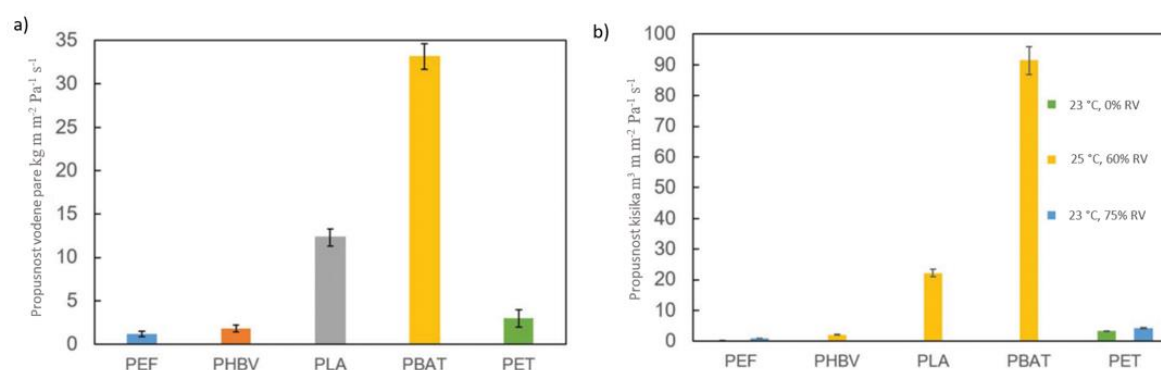 a)
Propusnost vodene pare kg m m⁻² Pa⁻¹ s⁻¹
35
30
25
20
15
10
5
0
PEF PHBV PLA PBAT PET
b)
Propusnost kisika m³ m m⁻² Pa⁻¹ s⁻¹
100
90
80
70
60
50
40
30
20
10
0
PEF PHBV PLA PBAT PET
23 °C, 0% RV
25 °C, 60% RV
23 °C, 75% RV